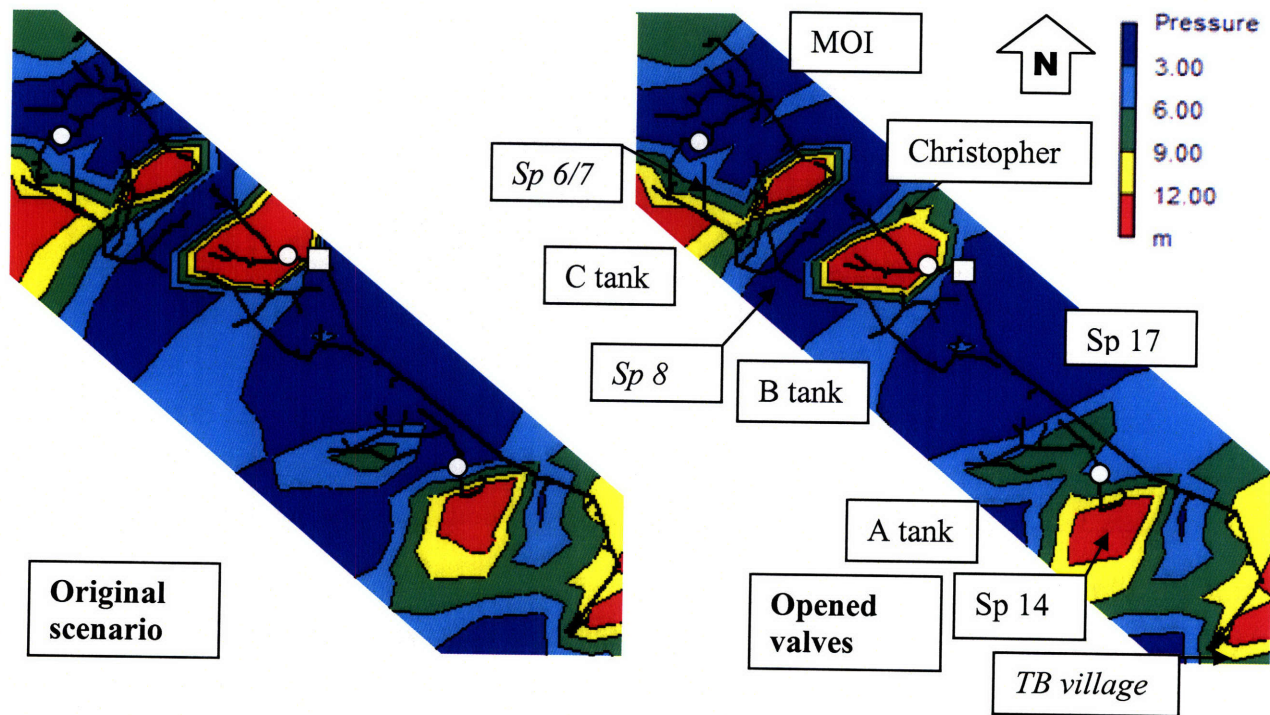 MOI
N
Pressure
3.00
6.00
9.00
12.00
m
Christopher
Sp 6/7
C tank
Sp 8
B tank
Sp 17
A tank
Sp 14
TB village
Original
scenario
Opened
valves